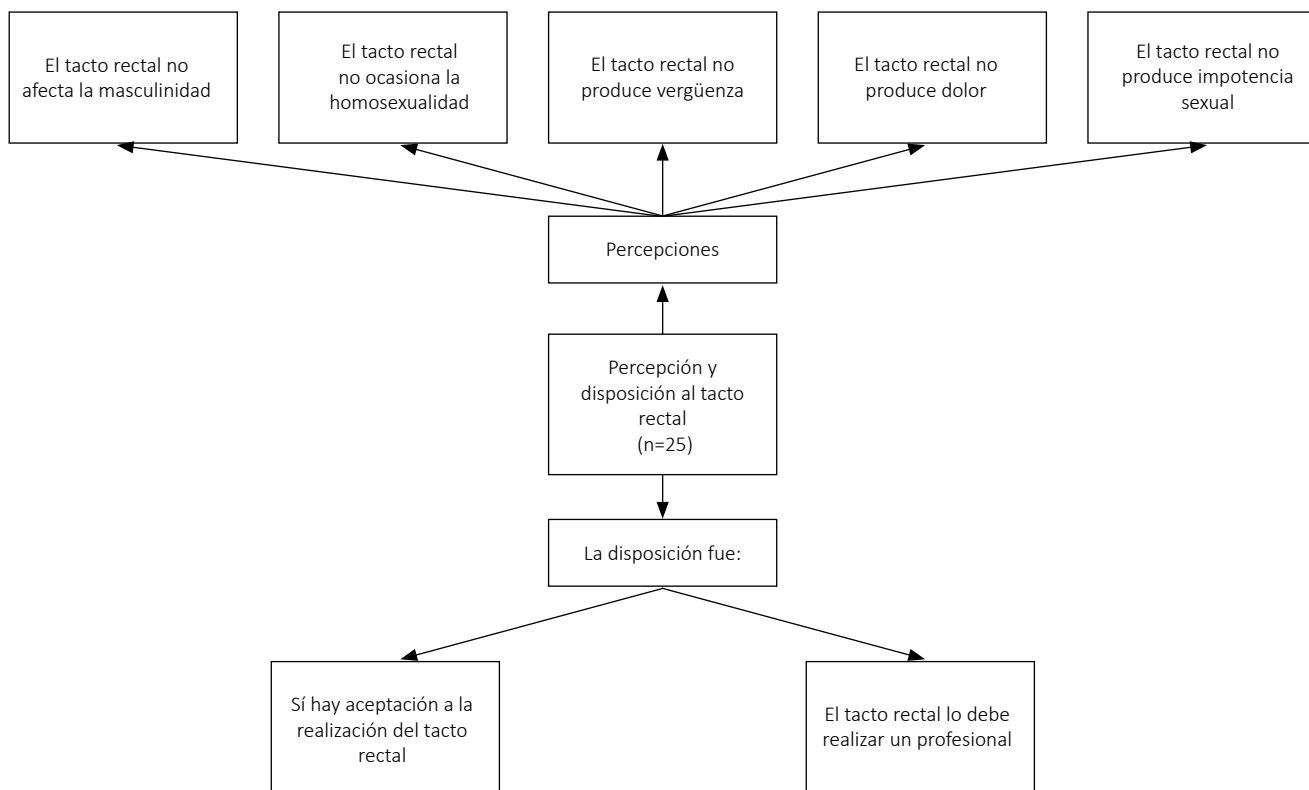 El tacto rectal no
afecta la masculinidad
El tacto rectal
no ocasiona la
homosexualidad
El tacto rectal no
produce vergüenza
El tacto rectal no
produce dolor
El tacto rectal no
produce impotencia
sexual
Percepciones
Percepción y
disposición al tacto
rectal
(n=25)
La disposición fue:
Sí hay aceptación a la
realización del tacto
rectal
El tacto rectal lo debe
realizar un profesional